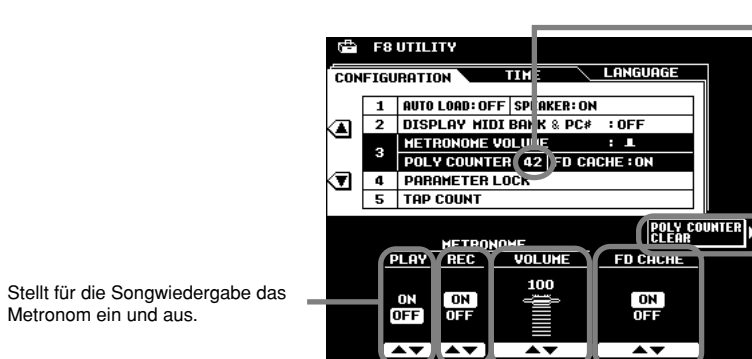 F8 UTILITY
CONFIGURATION TIME LANGUAGE
1 AUTO LOAD:OFF SPEAKER:ON
2 DISPLAY MIDI BANK & PC# :OFF
3 METRONOME VOLUME :
POLY COUNTER 42 FD CACHE:ON
4 PARAMETER LOCK
5 TAP COUNT
POLY COUNTER
CLEAR
METRONOME
PLAY REC VOLUME FD CACHE
100
ON ON ON
OFF OFF OFF
Stellt für die Songwiedergabe das
Metronom ein und aus.